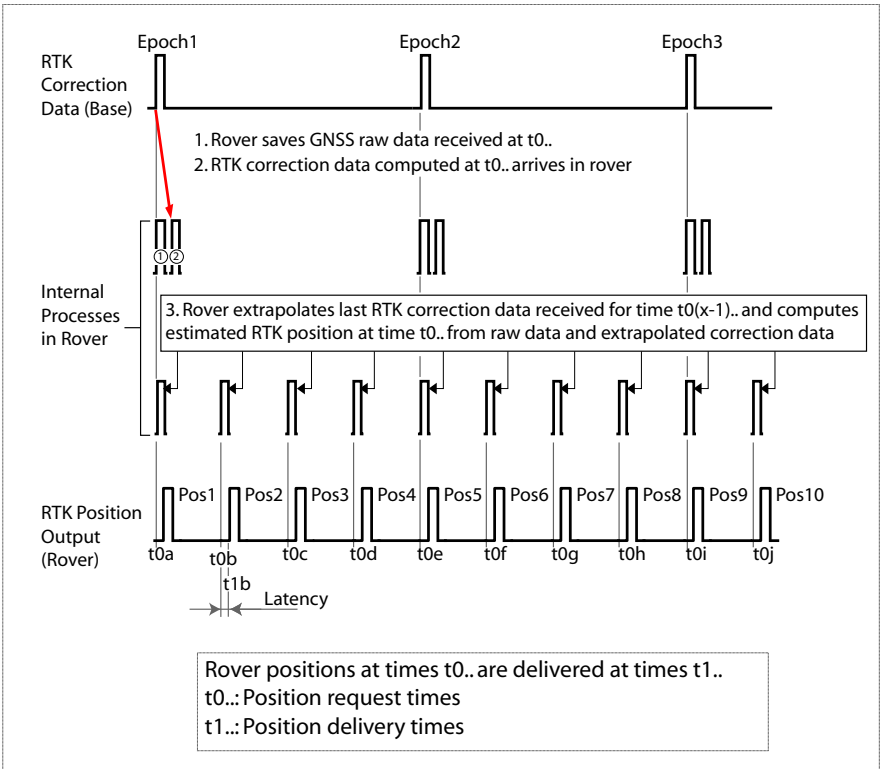 Epoch1 Epoch2 Epoch3
RTK
Correction
Data (Base)
1. Rover saves GNSS raw data received at t0..
2. RTK correction data computed at t0.. arrives in rover
① ②
Internal
Processes
in Rover
3. Rover extrapolates last RTK correction data received for time t0(x-1).. and computes
estimated RTK position at time t0.. from raw data and extrapolated correction data
Pos1 Pos2 Pos3 Pos4 Pos5 Pos6 Pos7 Pos8 Pos9 Pos10
RTK Position
Output
(Rover)
t0a t0b t0c t0d t0e t0f t0g t0h t0i t0j
t1b
Latency
Rover positions at times t0.. are delivered at times t1..
t0..: Position request times
t1..: Position delivery times